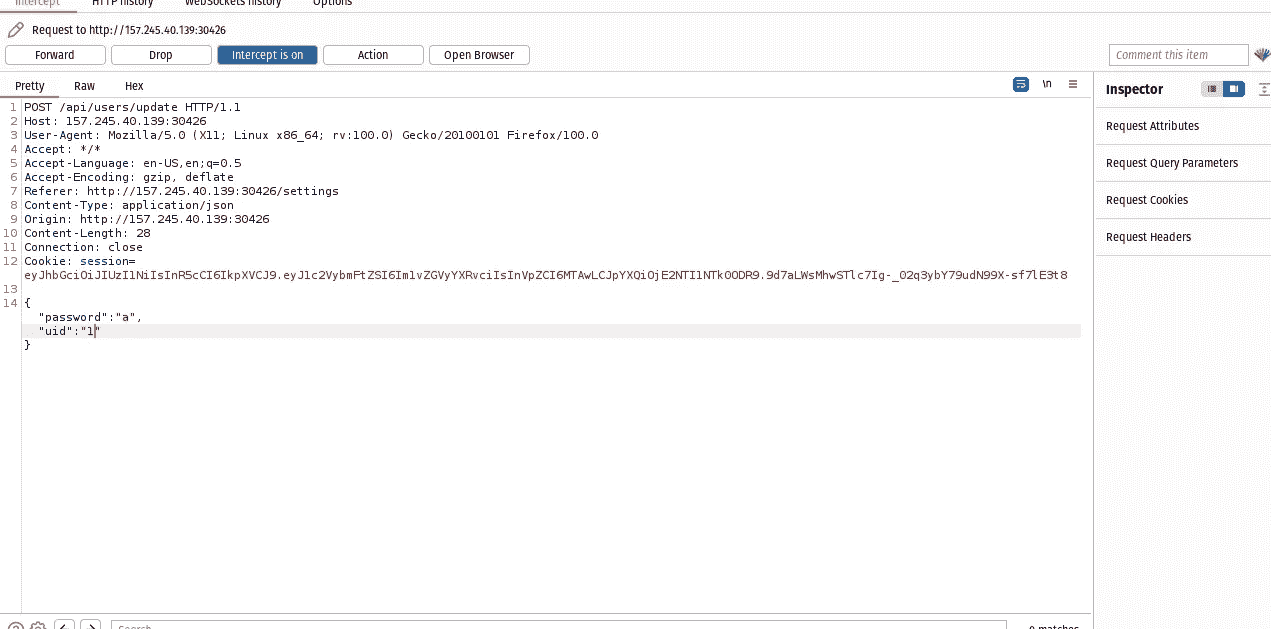 Intercept HTTP history WebSockets history Options
Request to http://157.245.40.139:30426
Forward Drop Intercept is on Action Open Browser Comment this item
Pretty Raw Hex \n Inspector
1 POST /api/users/update HTTP/1.1
2 Host: 157.245.40.139:30426
3 User-Agent: Mozilla/5.0 (X11; Linux x86_64; rv:100.0) Gecko/20100101 Firefox/100.0
4 Accept: */*
5 Accept-Language: en-US,en;q=0.5
6 Accept-Encoding: gzip, deflate
7 Referer: http://157.245.40.139:30426/settings
8 Content-Type: application/json
9 Origin: http://157.245.40.139:30426
10 Content-Length: 28
11 Connection: close
12 Cookie: session=
eyJhbGciOiJIUzI1NiIsInR5cCI6IkpXVCJ9.eyJ1c2VybmFtZSI6Im1vZGVyYXRvciIsInVpZCI6MTAwLCJpYXQiOjE2NTI1NTk0ODR9.9d7aLWsMhwSTlc7Ig-_02q3ybY79udN99X-sf7lE3t8
13
14 {
"password":"a",
"uid":"1"
}
Request Attributes
Request Query Parameters
Request Cookies
Request Headers
Search...
0 matches